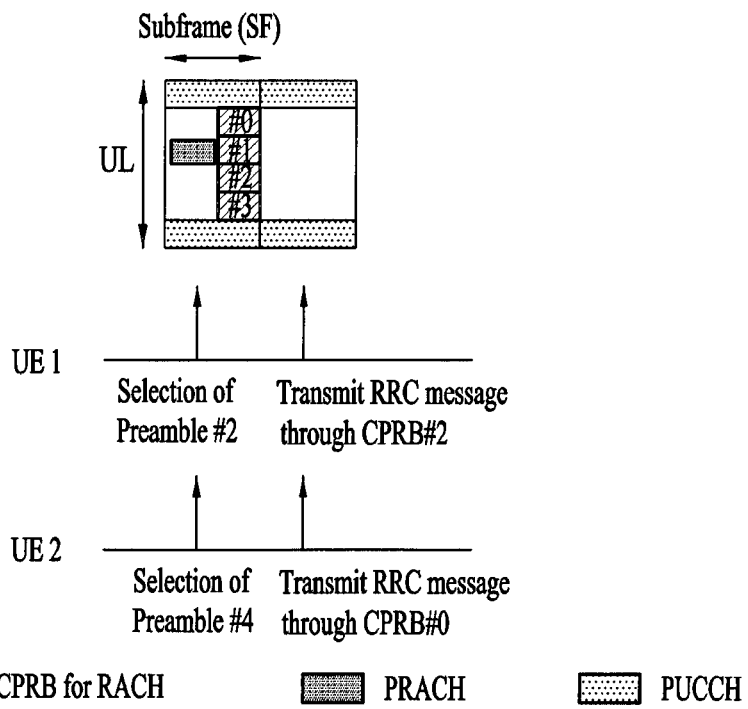 Subframe (SF)
UL
#0
#1
#2
#3
UE 1
Selection of
Preamble #2
Transmit RRC message
through CPRB#2
UE 2
Selection of
Preamble #4
Transmit RRC message
through CPRB#0
CPRB for RACH
PRACH
PUCCH